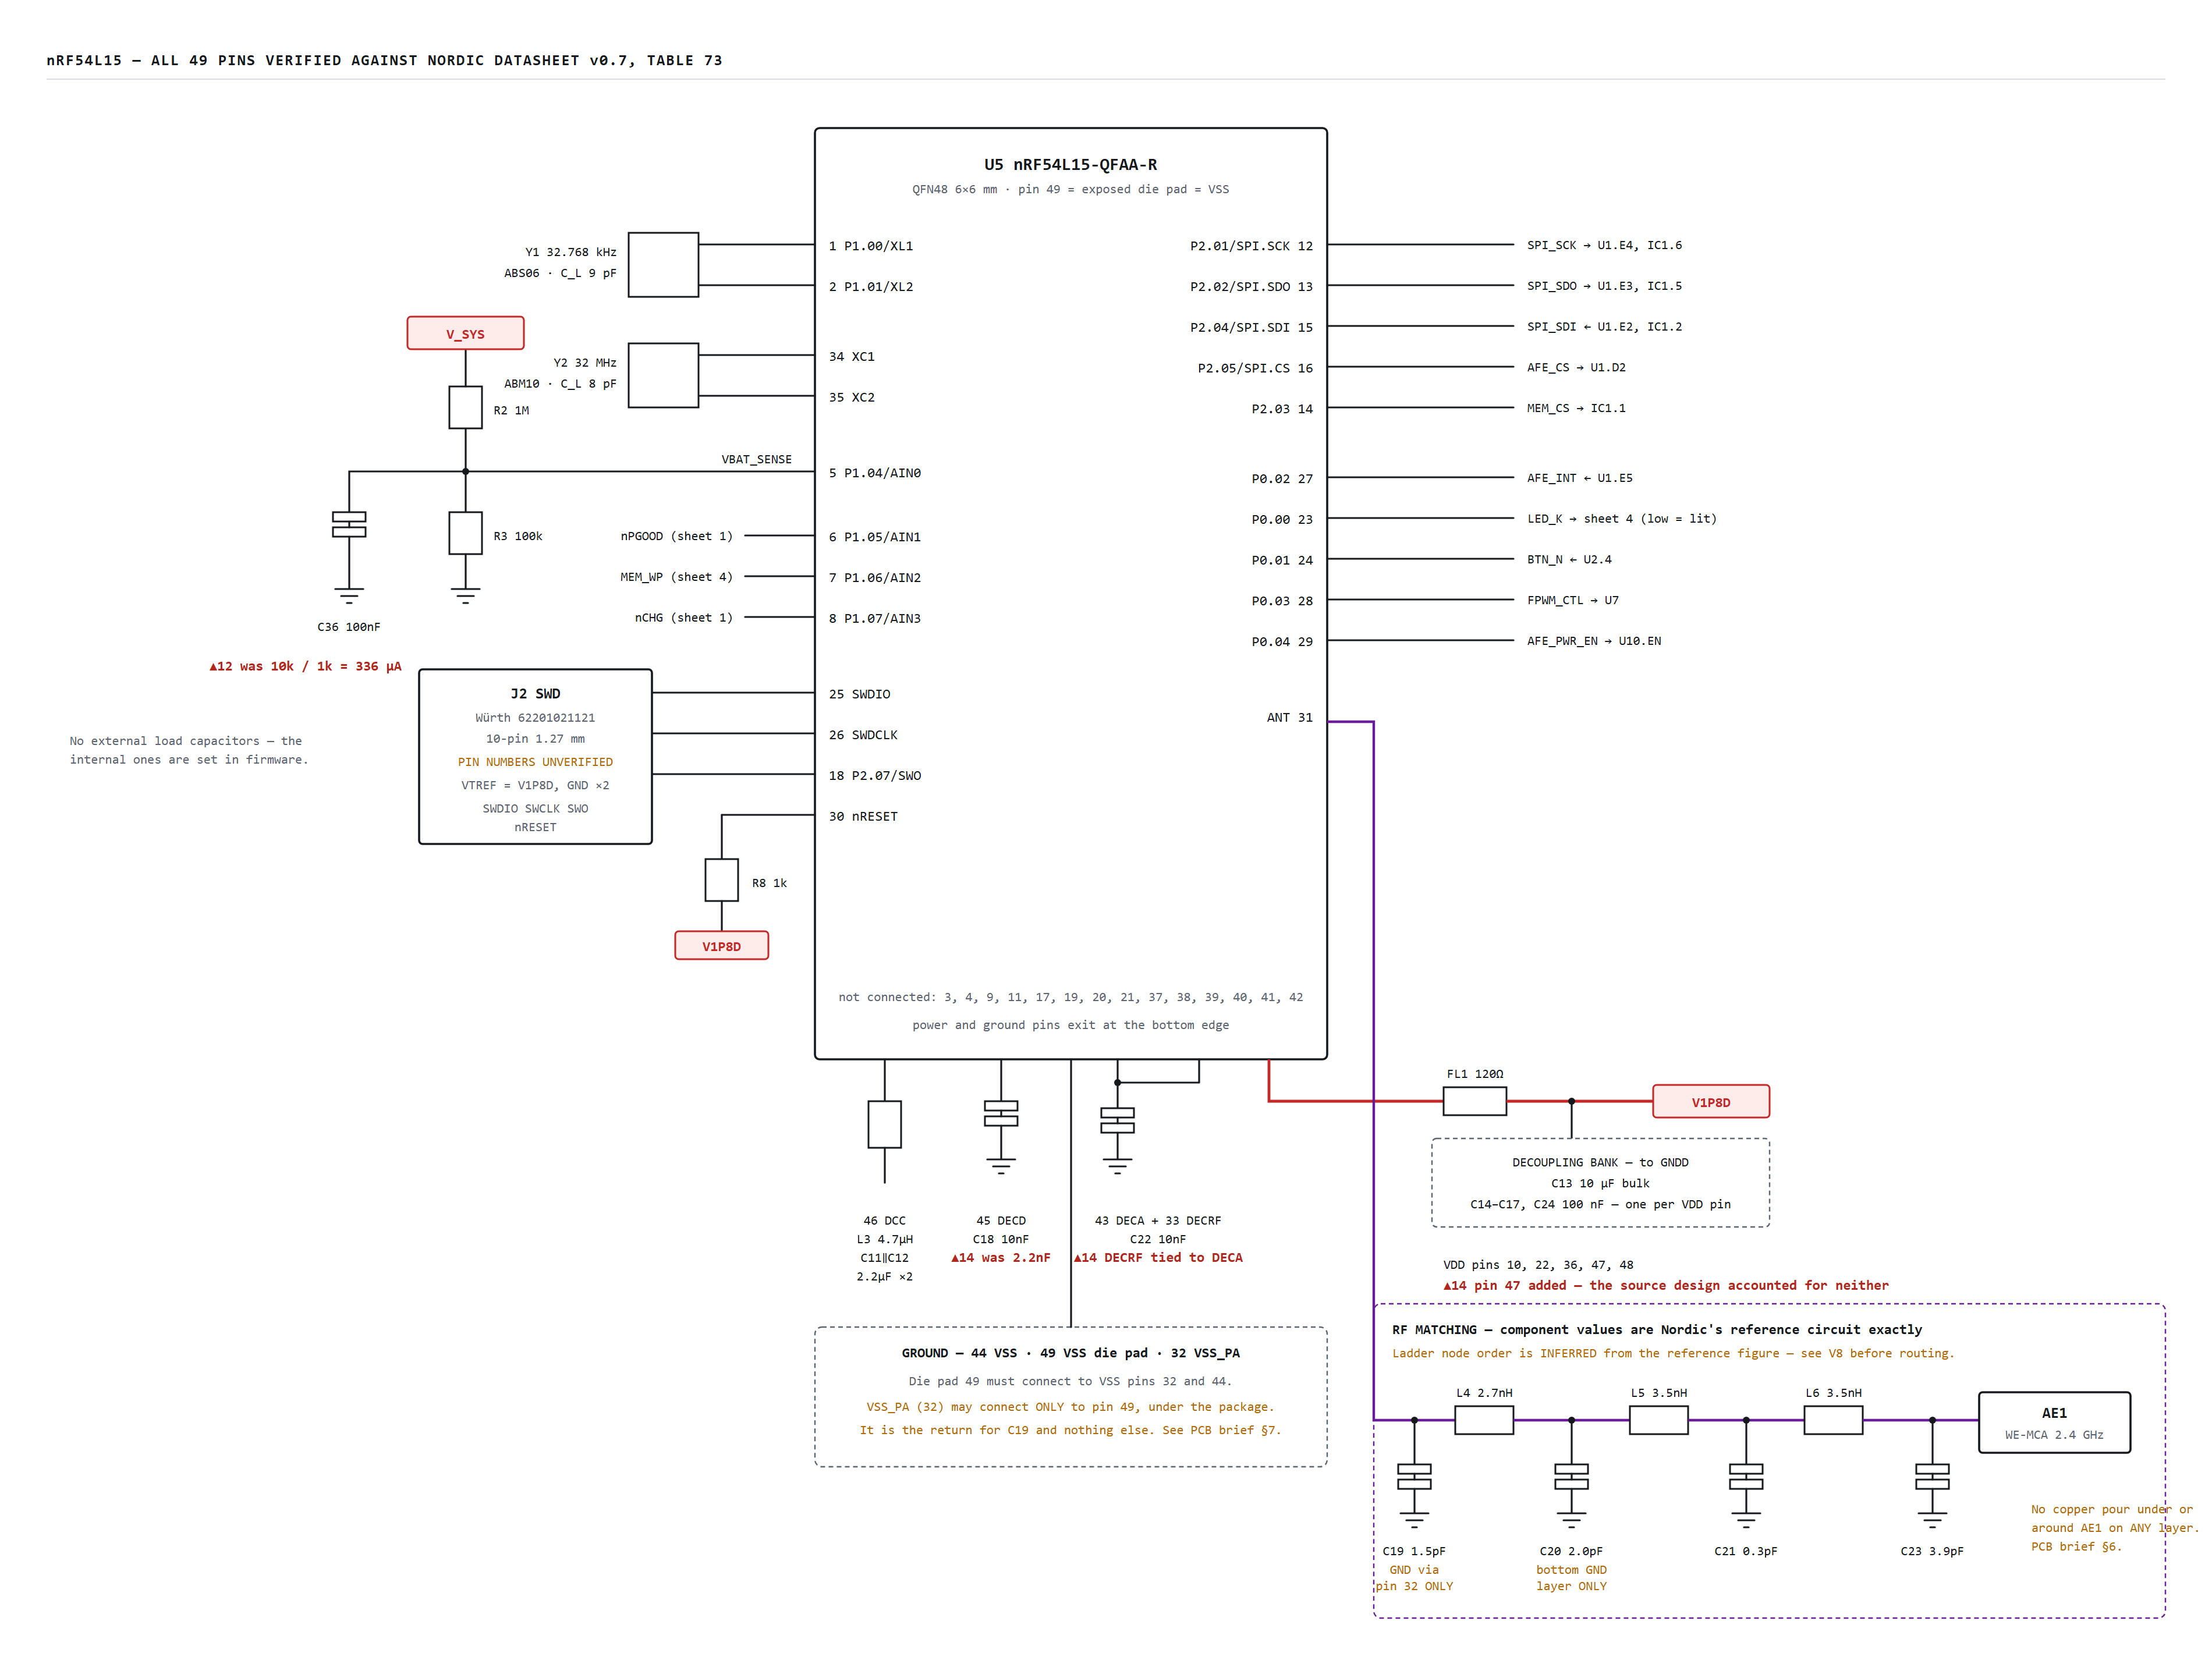 nRF54L15 — ALL 49 PINS VERIFIED AGAINST NORDIC DATASHEET v0.7, TABLE 73
U5 nRF54L15-QFAA-R
QFN48 6×6 mm · pin 49 = exposed die pad = VSS
Y1 32.768 kHz
ABS06 · C_L 9 pF
1 P1.00/XL1
2 P1.01/XL2
V_SYS
Y2 32 MHz
ABM10 · C_L 8 pF
34 XC1
35 XC2
R2 1M
VBAT_SENSE
5 P1.04/AIN0
R3 100k
nPGOOD (sheet 1)
6 P1.05/AIN1
MEM_WP (sheet 4)
7 P1.06/AIN2
nCHG (sheet 1)
8 P1.07/AIN3
C36 100nF
▲12 was 10k / 1k = 336 µA
No external load capacitors — the
internal ones are set in firmware.
J2 SWD
Würth 62201021121
10-pin 1.27 mm
PIN NUMBERS UNVERIFIED
VTREF = V1P8D, GND ×2
SWDIO SWCLK SWO
nRESET
25 SWDIO
26 SWDCLK
18 P2.07/SWO
30 nRESET
R8 1k
V1P8D
P2.01/SPI.SCK 12
SPI_SCK → U1.E4, IC1.6
P2.02/SPI.SDO 13
SPI_SDO → U1.E3, IC1.5
P2.04/SPI.SDI 15
SPI_SDI ← U1.E2, IC1.2
P2.05/SPI.CS 16
AFE_CS → U1.D2
P2.03 14
MEM_CS → IC1.1
P0.02 27
AFE_INT ← U1.E5
P0.00 23
LED_K → sheet 4 (low = lit)
P0.01 24
BTN_N ← U2.4
P0.03 28
FPWM_CTL → U7
P0.04 29
AFE_PWR_EN → U10.EN
ANT 31
not connected: 3, 4, 9, 11, 17, 19, 20, 21, 37, 38, 39, 40, 41, 42
power and ground pins exit at the bottom edge
46 DCC
L3 4.7µH
C11‖C12
2.2µF ×2
45 DECD
C18 10nF
▲14 was 2.2nF
43 DECA + 33 DECRF
C22 10nF
▲14 DECRF tied to DECA
FL1 120Ω
V1P8D
DECOUPLING BANK — to GNDD
C13 10 µF bulk
C14–C17, C24 100 nF — one per VDD pin
VDD pins 10, 22, 36, 47, 48
▲14 pin 47 added — the source design accounted for neither
GROUND — 44 VSS · 49 VSS die pad · 32 VSS_PA
Die pad 49 must connect to VSS pins 32 and 44.
VSS_PA (32) may connect ONLY to pin 49, under the package.
It is the return for C19 and nothing else. See PCB brief §7.
RF MATCHING — component values are Nordic's reference circuit exactly
Ladder node order is INFERRED from the reference figure — see V8 before routing.
L4 2.7nH
L5 3.5nH
L6 3.5nH
AE1
WE-MCA 2.4 GHz
C19 1.5pF
GND via
pin 32 ONLY
C20 2.0pF
bottom GND
layer ONLY
C21 0.3pF
C23 3.9pF
No copper pour under or
around AE1 on ANY layer.
PCB brief §6.